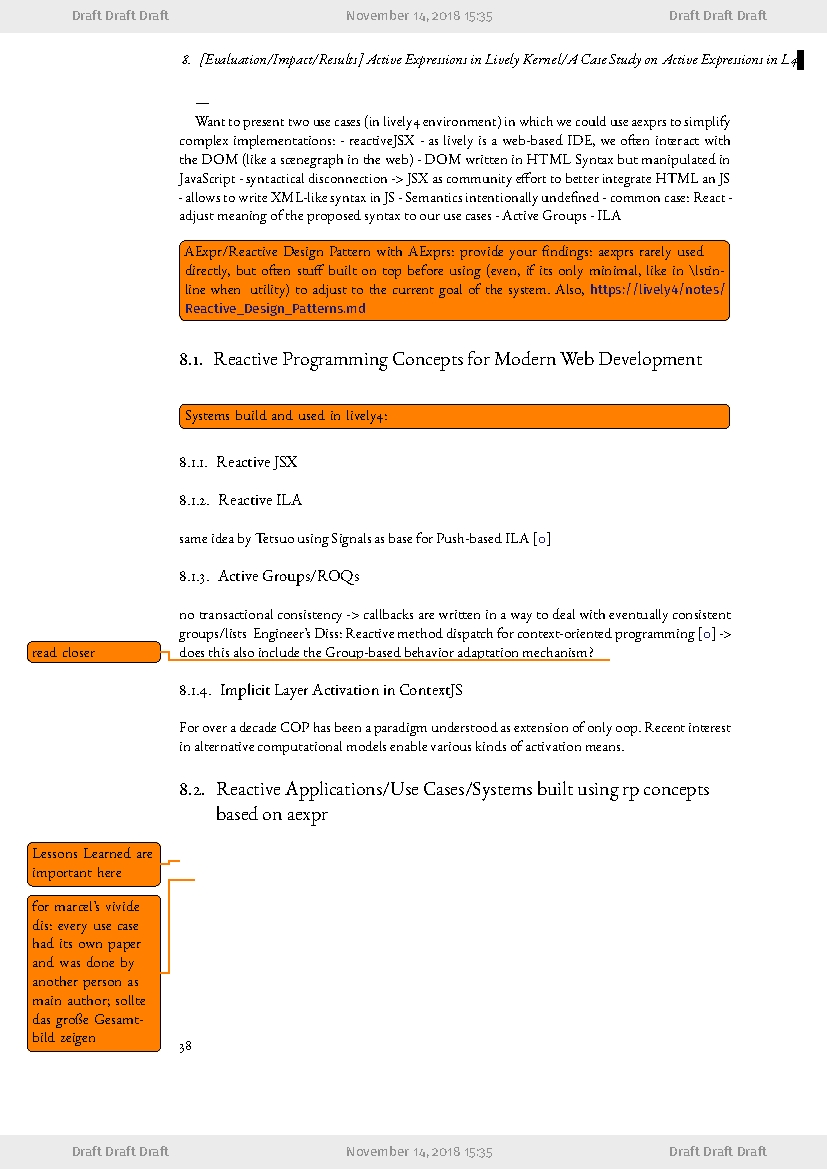 Draft Draft Draft November 14, 2018 15:35 Draft Draft Draft
8. [Evaluation/Impact/Results] Active Expressions in Lively Kernel/A Case Study on Active Expressions in L4
—
Want to present two use cases (in lively4 environment) in which we could use aexprs to simplify
complex implementations: - reactiveJSX - as lively is a web-based IDE, we often interact with
the DOM (like a scenegraph in the web) - DOM written in HTML Syntax but manipulated in
JavaScript - syntactical disconnection -> JSX as community effort to better integrate HTML an JS
- allows to write XML-like syntax in JS - Semantics intentionally undefined - common case: React -
adjust meaning of the proposed syntax to our use cases - Active Groups - ILA
AExpr/Reactive Design Pattern with AExprs: provide your findings: aexprs rarely used
directly, but often stuff built on top before using (even, if its only minimal, like in \lstin-
line when utility) to adjust to the current goal of the system. Also, https://lively4/notes/
Reactive_Design_Patterns.md
8.1. Reactive Programming Concepts for Modern Web Development
Systems build and used in lively4:
8.1.1. Reactive JSX
8.1.2. Reactive ILA
same idea by Tetsuo using Signals as base for Push-based ILA [0]
8.1.3. Active Groups/ROQs
no transactional consistency -> callbacks are written in a way to deal with eventually consistent
groups/lists Engineer's Diss: Reactive method dispatch for context-oriented programming [0] ->
does this also include the Group-based behavior adaptation mechanism?
read closer
8.1.4. Implicit Layer Activation in ContextJS
For over a decade COP has been a paradigm understood as extension of only oop. Recent interest
in alternative computational models enable various kinds of activation means.
8.2. Reactive Applications/Use Cases/Systems built using rp concepts
based on aexpr
Lessons Learned are
important here
for marcel's vivide
dis: every use case
had its own paper
and was done by
another person as
main author; sollte
das große Gesamt-
bild zeigen
38
Draft Draft Draft November 14, 2018 15:35 Draft Draft Draft